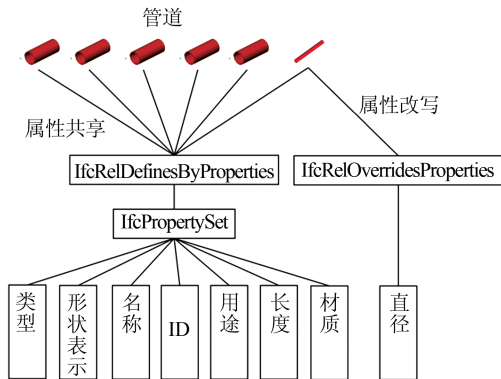 管道
属性共享
属性改写
IfcRelDefinesByProperties
IfcRelOverridesProperties
IfcPropertySet
类型
形状表示
名称
ID
用途
长度
材质
直径